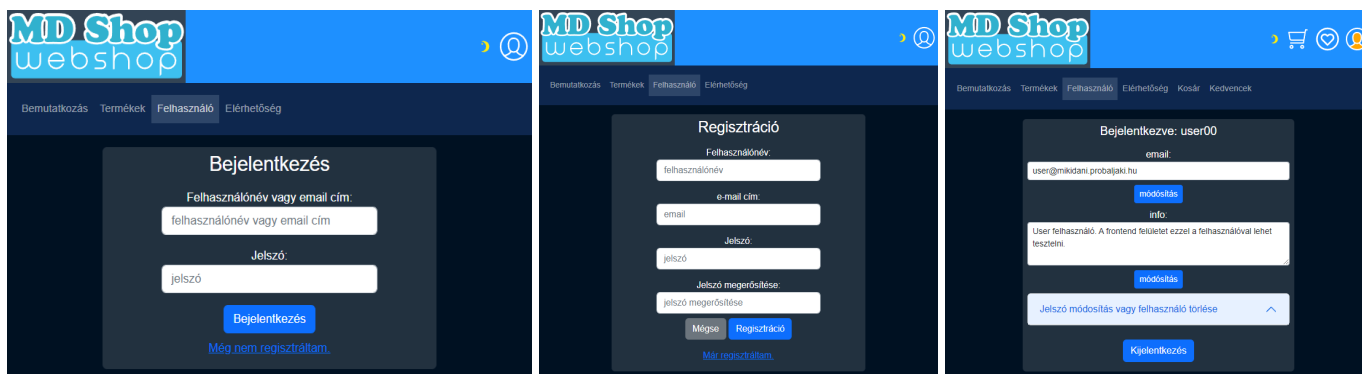 MD Shop
webshop
Bemutatkozás Termékek Felhasználó Elérhetőség
Bejelentkezés
Felhasználónév vagy email cím:
felhasználónév vagy email cím
Jelszó:
jelszó
Bejelentkezés
Még nem regisztráltam.
MD Shop
webshop
Bemutatkozás Termékek Felhasználó Elérhetőség
Regisztráció
Felhasználónév:
felhasználónév
e-mail cím:
email
Jelszó:
jelszó
Jelszó megerősítése:
jelszó megerősítése
Mégse Regisztráció
Már regisztráltam.
MD Shop
webshop
Bemutatkozás Termékek Felhasználó Elérhetőség Kosár Kedvencek
Bejelentkezve: user00
email:
user@mikidani.probaljaki.hu
módósítás
info:
User felhasználó. A frontend felületet ezzel a felhasználóval lehet
tesztelni.
módósítás
Jelszó módosítás vagy felhasználó törlése
Kijelentkezés